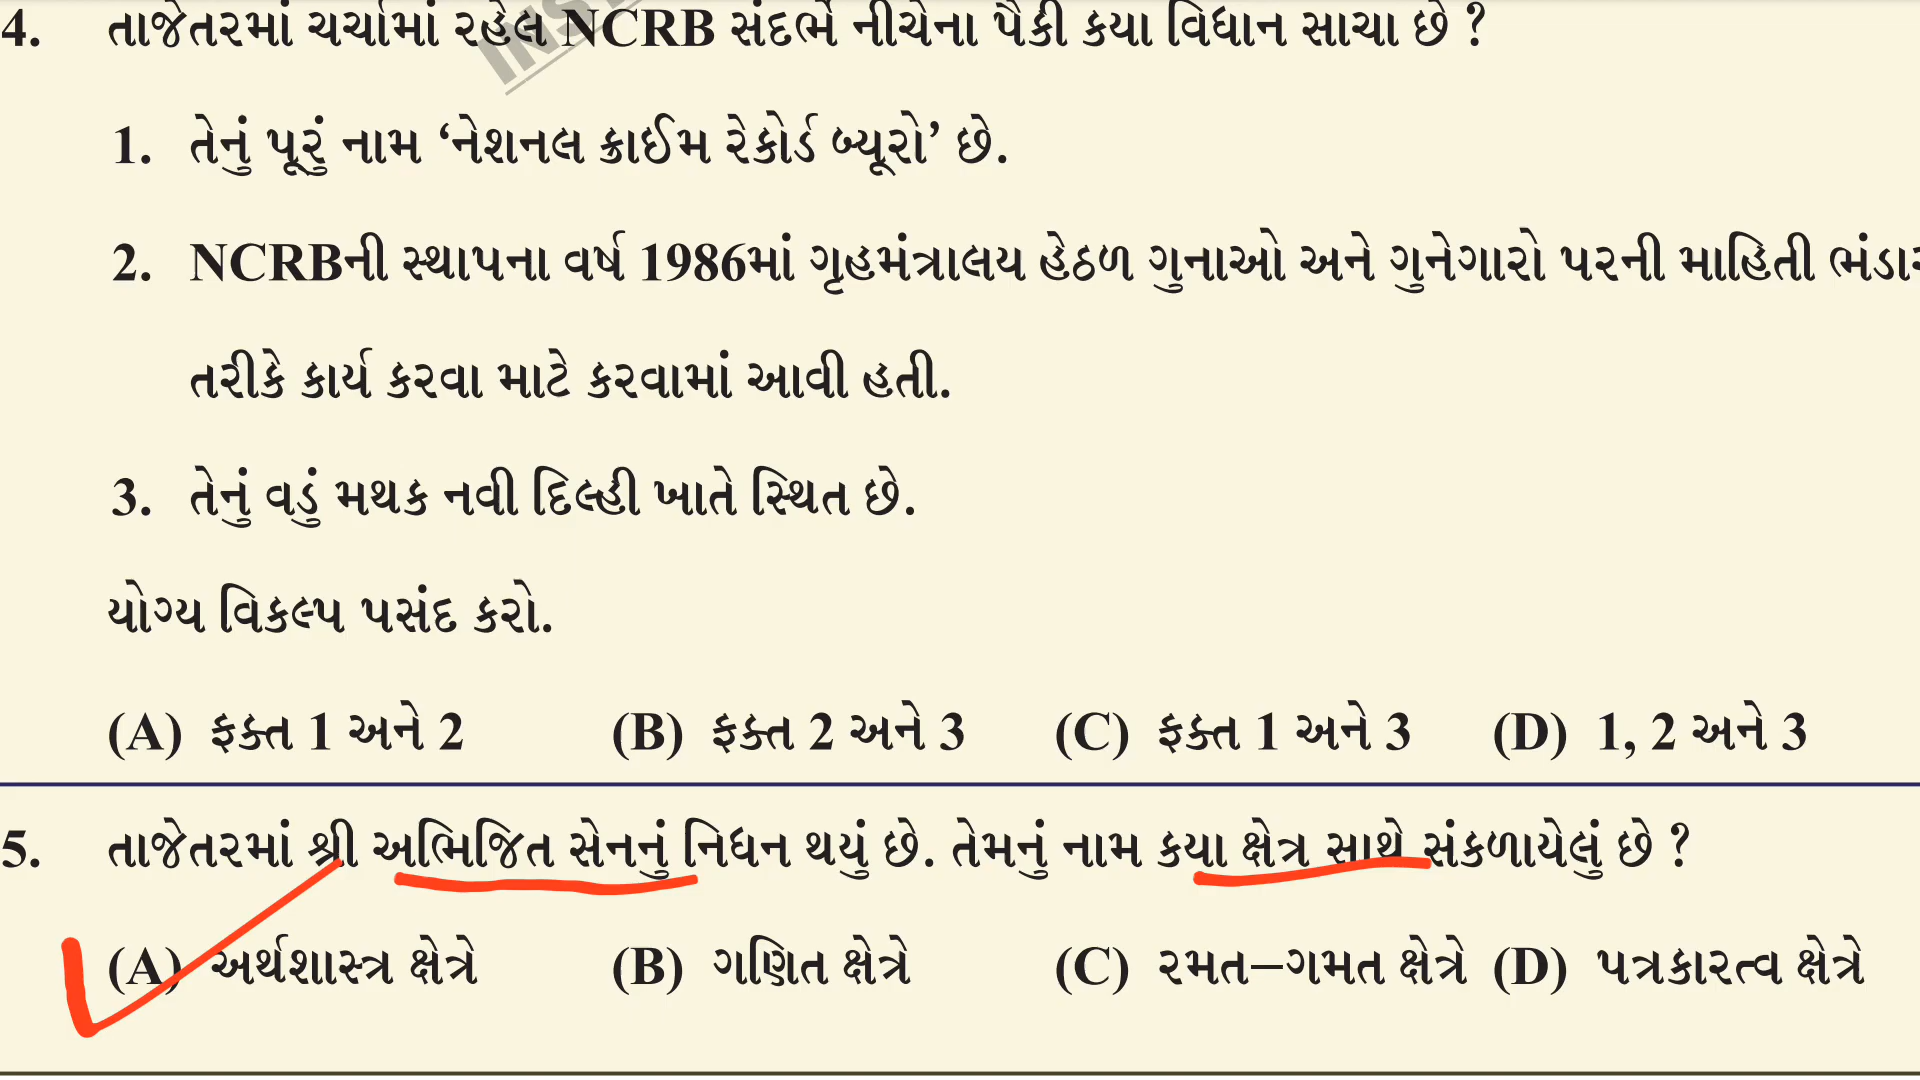 4. તાજેતરમાં ચર્ચામાં રહેલ NCRB સંદર્ભે નીચેના પૈકી કયા વિધાન સાચા છે ?
1. તેનું પૂરું નામ ‘નેશનલ ક્રાઈમ રેકોર્ડ બ્યૂરો’ છે.
2. NCRBની સ્થાપના વર્ષ 1986માં ગૃહમંત્રાલય હેઠળ ગુનાઓ અને ગુનેગારો પરની માહિતી
તરીકે કાર્ય કરવા માટે કરવામાં આવી હતી.
3. તેનું વડું મથક નવી દિલ્હી ખાતે સ્થિત છે.
યોગ્ય વિકલ્પ પસંદ કરો.
(A) ફક્ત 1 અને 2 (B) ફક્ત 2 અને 3 (C) ફક્ત 1 અને 3 (D) 1, 2 અને 3
5. તાજેતરમાં શ્રી અભિજિત સેનનું નિધન થયું છે. તેમનું નામ કયા ક્ષેત્ર સાથે સંકળાયેલું છે ?
(A) અર્થશાસ્ત્ર ક્ષેત્રે (B) ગણિત ક્ષેત્રે (C) રમત–ગમત ક્ષેત્રે (D) પત્રકારત્વ ક્ષેત્રે